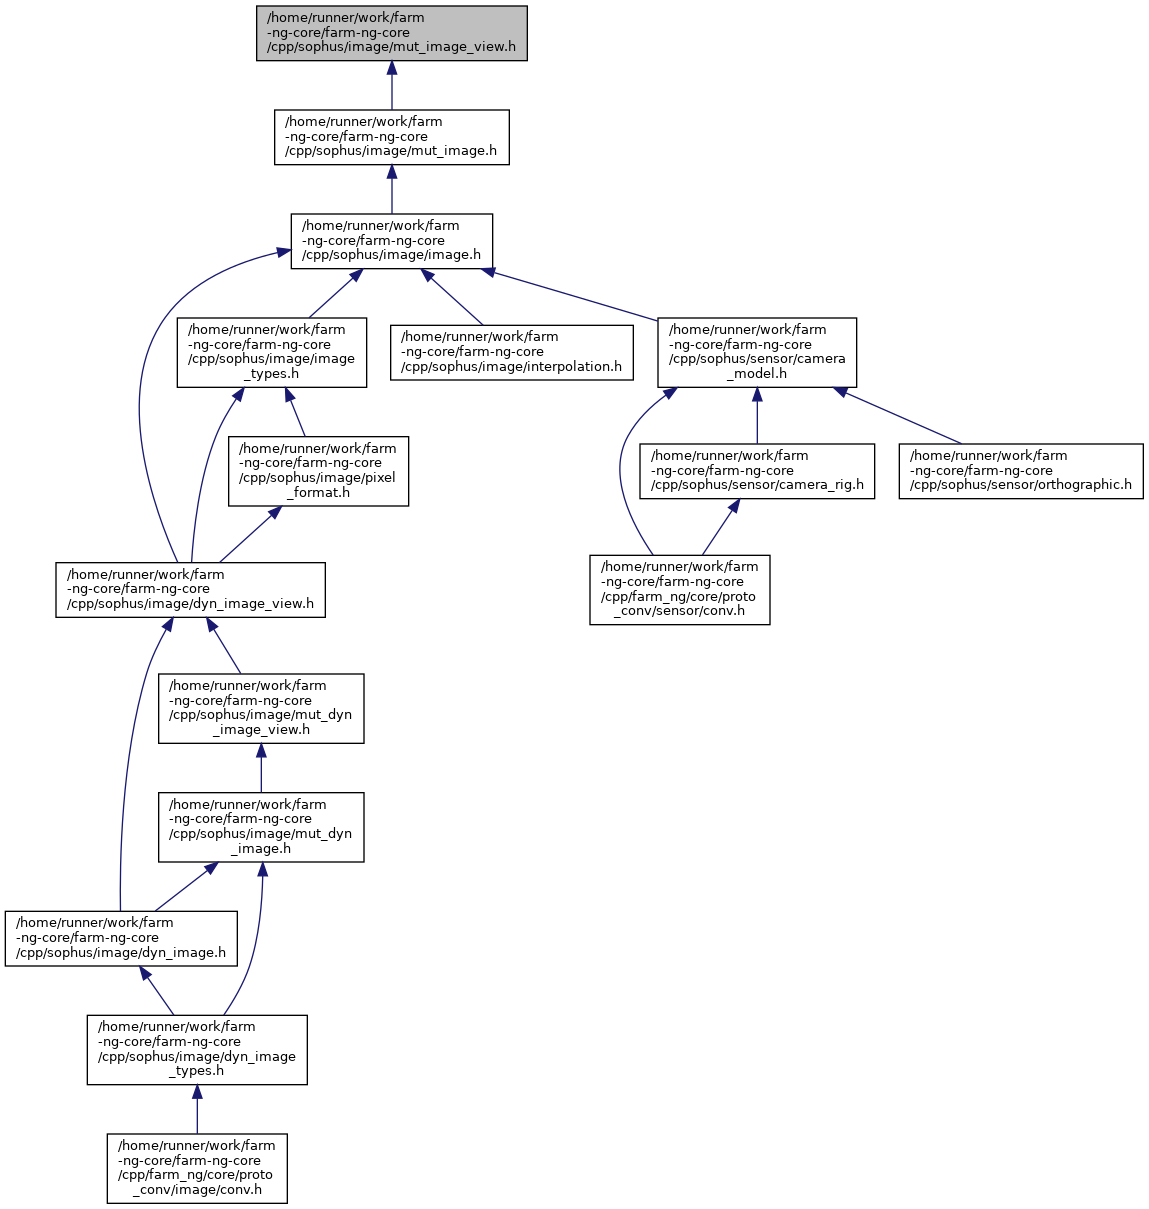 /home/runner/work/farm
-ng-core/farm-ng-core
/cpp/sophus/image/mut_image_view.h
/home/runner/work/farm
-ng-core/farm-ng-core
/cpp/sophus/image/mut_image.h
/home/runner/work/farm
-ng-core/farm-ng-core
/cpp/sophus/image/image.h
/home/runner/work/farm
-ng-core/farm-ng-core
/cpp/sophus/image/image
_types.h
/home/runner/work/farm
-ng-core/farm-ng-core
/cpp/sophus/image/interpolation.h
/home/runner/work/farm
-ng-core/farm-ng-core
/cpp/sophus/sensor/camera
_model.h
/home/runner/work/farm
-ng-core/farm-ng-core
/cpp/sophus/image/pixel
_format.h
/home/runner/work/farm
-ng-core/farm-ng-core
/cpp/sophus/sensor/camera_rig.h
/home/runner/work/farm
-ng-core/farm-ng-core
/cpp/sophus/sensor/orthographic.h
/home/runner/work/farm
-ng-core/farm-ng-core
/cpp/sophus/image/dyn_image_view.h
/home/runner/work/farm
-ng-core/farm-ng-core
/cpp/farm_ng/core/proto
_conv/sensor/conv.h
/home/runner/work/farm
-ng-core/farm-ng-core
/cpp/sophus/image/mut_dyn
_image_view.h
/home/runner/work/farm
-ng-core/farm-ng-core
/cpp/sophus/image/mut_dyn
_image.h
/home/runner/work/farm
-ng-core/farm-ng-core
/cpp/sophus/image/dyn_image.h
/home/runner/work/farm
-ng-core/farm-ng-core
/cpp/sophus/image/dyn_image
_types.h
/home/runner/work/farm
-ng-core/farm-ng-core
/cpp/farm_ng/core/proto
_conv/image/conv.h